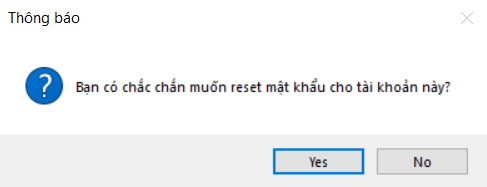 Thông báo
Bạn có chắc chắn muốn reset mật khẩu cho tài khoản này?
Yes No